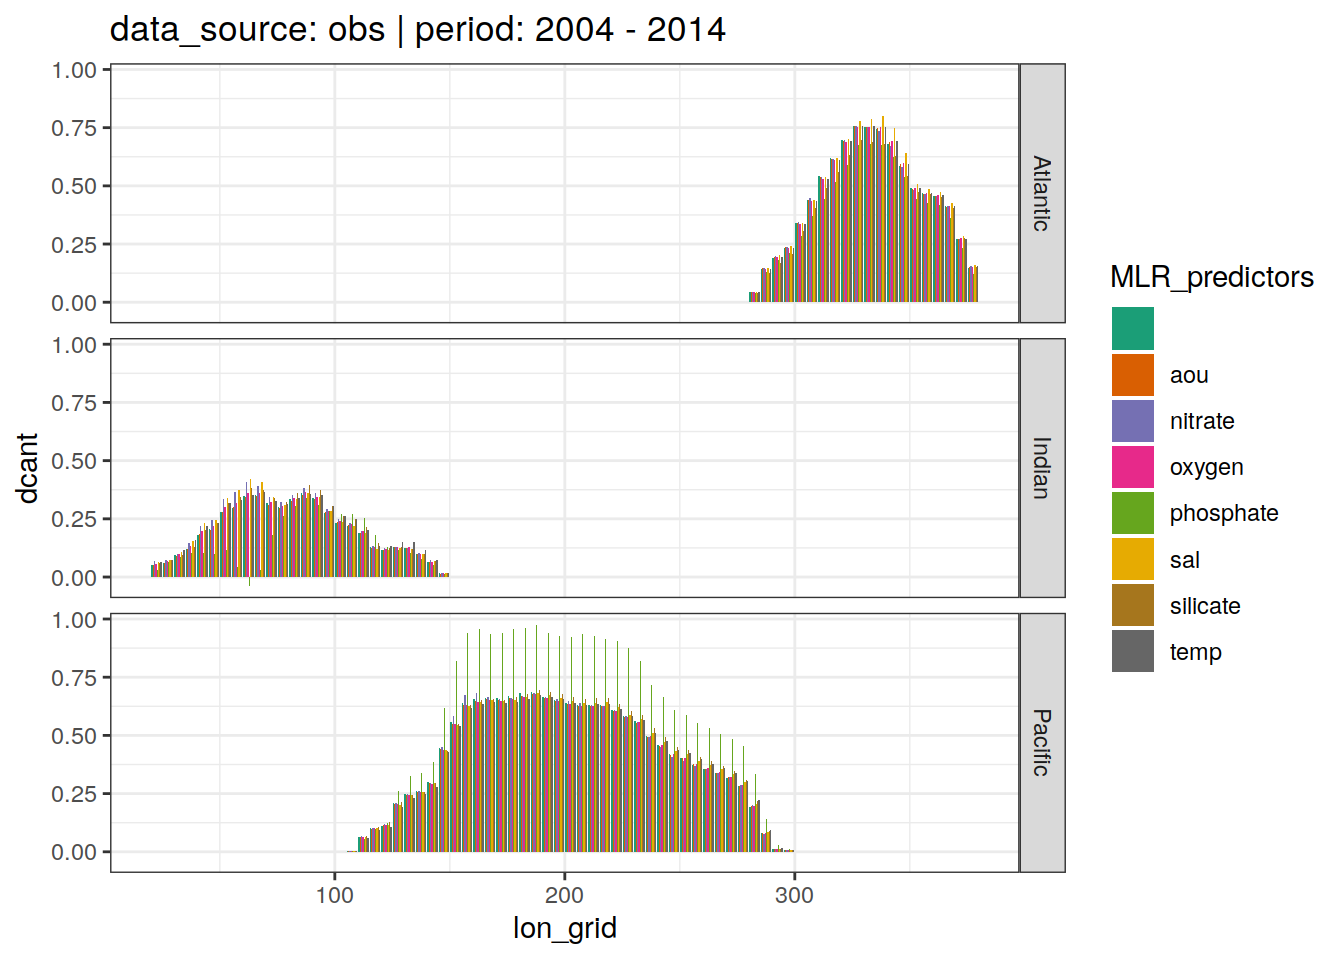 data_source: obs | period: 2004 - 2014
1.00
0.75
0.50
0.25
0.00
Atlantic
1.00
0.75
0.50
0.25
0.00
Indian
1.00
0.75
0.50
0.25
0.00
Pacific
dcant
100 200 300
lon_grid
MLR_predictors
aou
nitrate
oxygen
phosphate
sal
silicate
temp